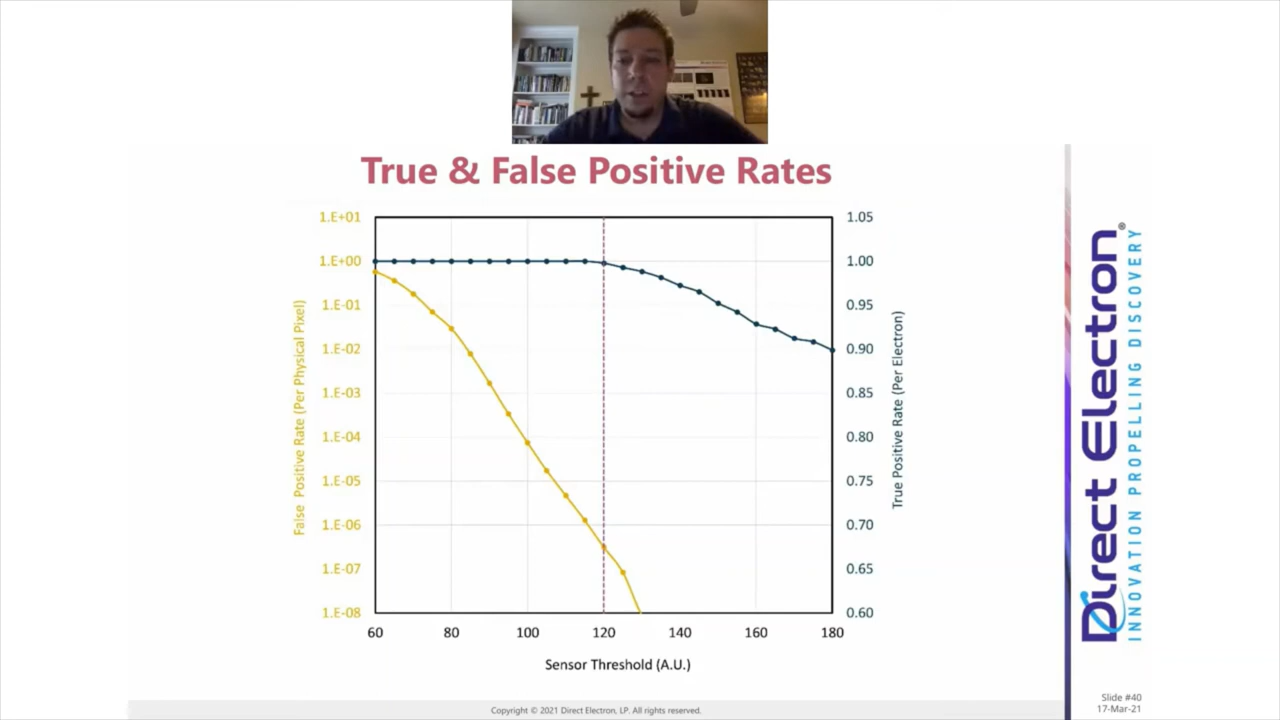 True & False Positive Rates
1.E+01
1.E+00
1.E-01
1.E-02
1.E-03
1.E-04
1.E-05
1.E-06
1.E-07
1.E-08
False Positive Rate (Per Physical Pixel)
1.05
1.00
0.95
0.90
0.85
0.80
0.75
0.70
0.65
0.60
True Positive Rate (Per Electron)
60 80 100 120 140 160 180
Sensor Threshold (A.U.)
Direct Electron®
INNOVATION PROPELLING DISCOVERY
Slide #40
17-Mar-21
Copyright © 2021 Direct Electron, LP. All rights reserved.